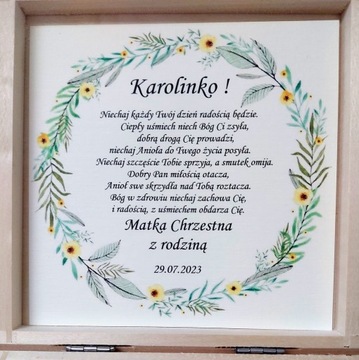 Karolinko !
Niechaj każdy Twój dzień radością będzie.
Ciepły uśmiech niech Bóg Ci zsyła,
dobrą drogą Cię prowadzi,
niechaj Anioła do Twego życia posyła.
Niechaj szczęście Tobie sprzyja, a smutek omija.
Dobry Pan miłością otacza,
Anioł swe skrzydła nad Tobą roztacza.
Bóg w zdrowiu niechaj zachowa Cię,
i radością, z uśmiechem obdarza Cię.
Matka Chrzestna
z rodziną
29.07.2023